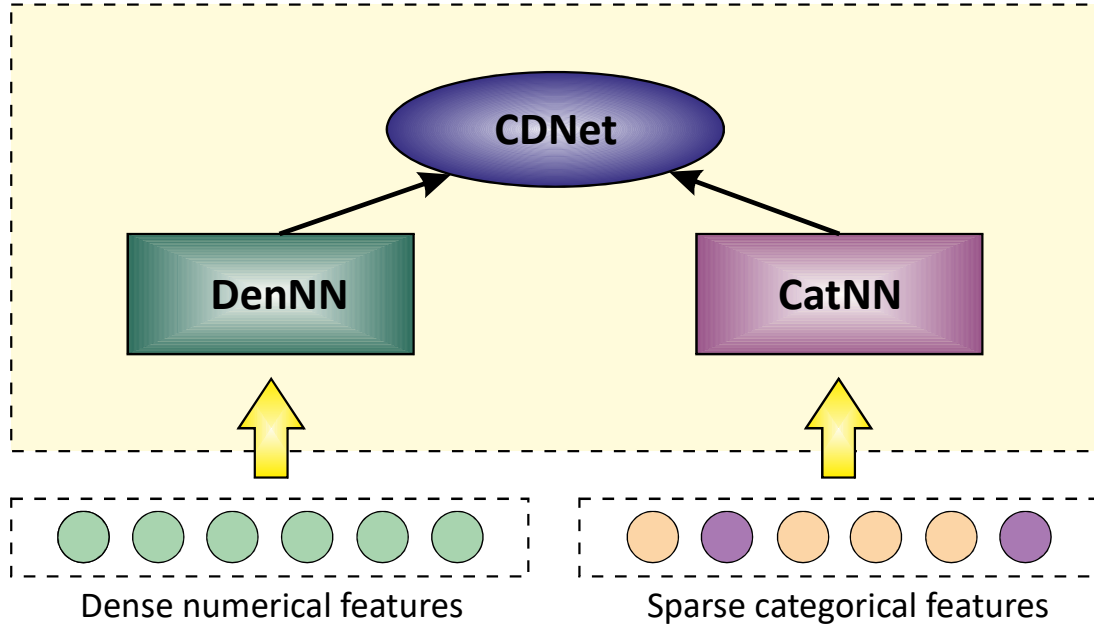 CDNet
DenNN
CatNN
Dense numerical features
Sparse categorical features